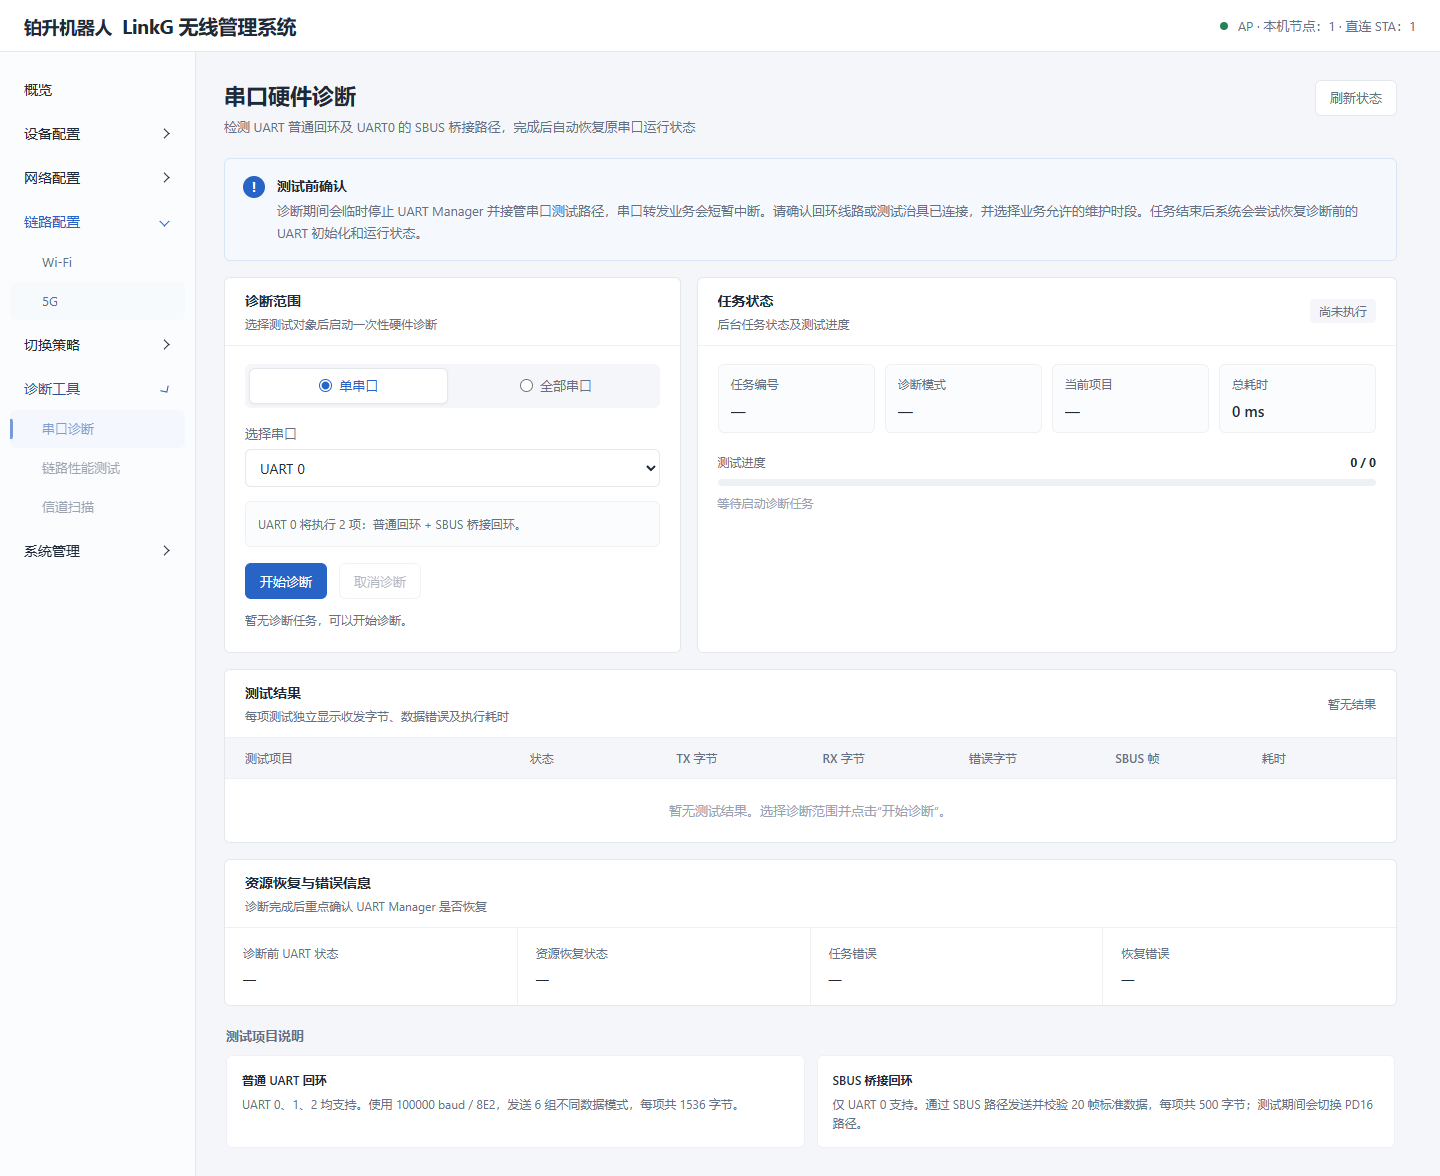 铂升机器人 LinkG 无线管理系统
AP · 本机节点：1 · 直连 STA：1
概览
设备配置
网络配置
链路配置
Wi-Fi
5G
切换策略
诊断工具
串口诊断
链路性能测试
信道扫描
系统管理
串口硬件诊断
刷新状态
检测 UART 普通回环及 UART0 的 SBUS 桥接路径，完成后自动恢复原串口运行状态
!
测试前确认
诊断期间会临时停止 UART Manager 并接管串口测试路径，串口转发业务会短暂中断。请确认回环线路或测试治具已连接，并选择业务允许的维护时段。任务结束后系统会尝试恢复诊断前的
UART 初始化和运行状态。
诊断范围
选择测试对象后启动一次性硬件诊断
单串口
全部串口
选择串口
UART 0
UART 0 将执行 2 项：普通回环 + SBUS 桥接回环。
开始诊断
取消诊断
暂无诊断任务，可以开始诊断。
任务状态
后台任务状态及测试进度
尚未执行
任务编号
—
诊断模式
—
当前项目
—
总耗时
0 ms
测试进度
0 / 0
等待启动诊断任务
测试结果
每项测试独立显示收发字节、数据错误及执行耗时
暂无结果
测试项目 状态 TX 字节 RX 字节 错误字节 SBUS 帧 耗时
暂无测试结果。选择诊断范围并点击“开始诊断”。
资源恢复与错误信息
诊断完成后重点确认 UART Manager 是否恢复
诊断前 UART 状态
—
资源恢复状态
—
任务错误
—
恢复错误
—
测试项目说明
普通 UART 回环
UART 0、1、2 均支持。使用 100000 baud / 8E2，发送 6 组不同数据模式，每项共 1536 字节。
SBUS 桥接回环
仅 UART 0 支持。通过 SBUS 路径发送并校验 20 帧标准数据，每项共 500 字节；测试期间会切换 PD16
路径。